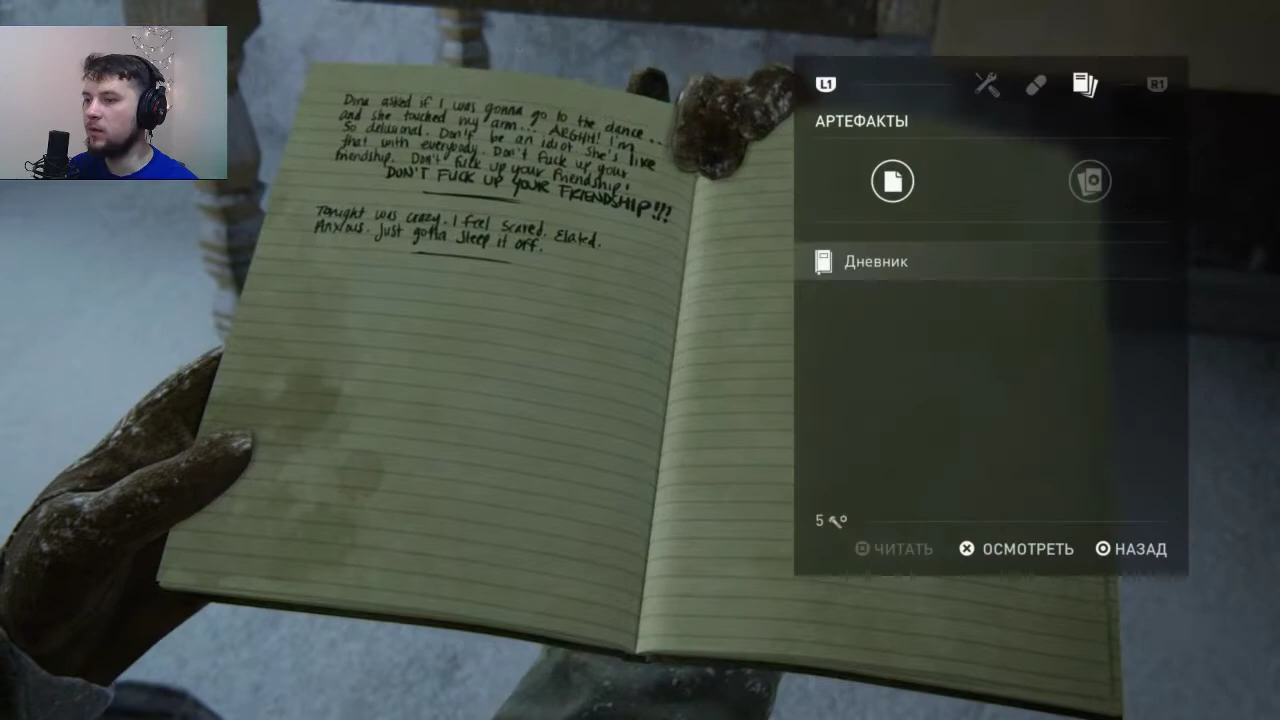 Dina asked if I was gonna go to the dance...
and she touched my arm... ARGHH! I'm
so delusional. Don't be an idiot. She's like
that with everybody. Don't fuck up your
friendship. Don't fuck up your friendship!
DON'T FUCK UP YOUR FRIENDSHIP!!!
Tonight was crazy. I feel scared. Elated.
Anxious. Just gotta sleep it off.
L1
R1
АРТЕФАКТЫ
Дневник
5
ЧИТАТЬ
ОСМОТРЕТЬ
НАЗАД